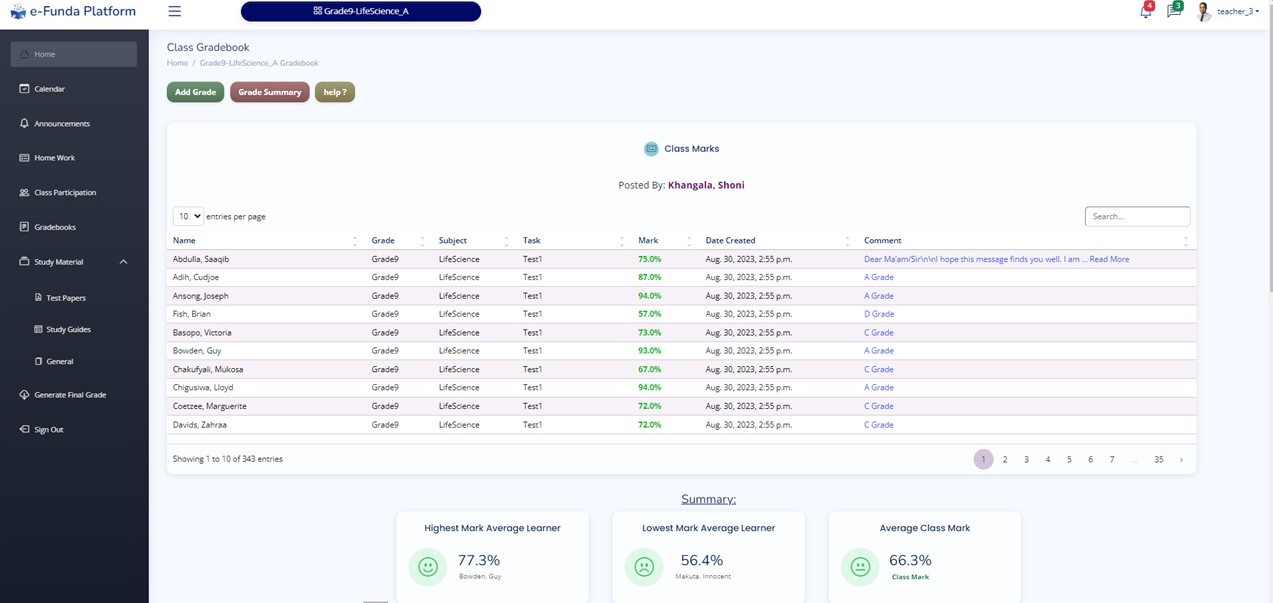 e-Funda Platform
Grade9-LifeScience_A
4
3
teacher_3
Home
Calendar
Announcements
Home Work
Class Participation
Gradebooks
Study Material
Test Papers
Study Guides
General
Generate Final Grade
Sign Out
Class Gradebook
Home / Grade9-LifeScience_A Gradebook
Add Grade Grade Summary help ?
Class Marks
Posted By: Khangala, Shoni
10 entries per page Search...
Name Grade Subject Task Mark Date Created Comment
Abdulla, Saaqib Grade9 LifeScience Test1 75.0% Aug. 30, 2023, 2:55 p.m. Dear Ma'am/Sir\n\nI hope this message finds you well. I am ... Read More
Adih, Cudjoe Grade9 LifeScience Test1 87.0% Aug. 30, 2023, 2:55 p.m. A Grade
Ansong, Joseph Grade9 LifeScience Test1 94.0% Aug. 30, 2023, 2:55 p.m. A Grade
Fish, Brian Grade9 LifeScience Test1 57.0% Aug. 30, 2023, 2:55 p.m. D Grade
Basopo, Victoria Grade9 LifeScience Test1 73.0% Aug. 30, 2023, 2:55 p.m. C Grade
Bowden, Guy Grade9 LifeScience Test1 93.0% Aug. 30, 2023, 2:55 p.m. A Grade
Chakufyali, Mukosa Grade9 LifeScience Test1 67.0% Aug. 30, 2023, 2:55 p.m. C Grade
Chigusiwa, Lloyd Grade9 LifeScience Test1 94.0% Aug. 30, 2023, 2:55 p.m. A Grade
Coetzee, Marguerite Grade9 LifeScience Test1 72.0% Aug. 30, 2023, 2:55 p.m. C Grade
Davids, Zahraa Grade9 LifeScience Test1 72.0% Aug. 30, 2023, 2:55 p.m. C Grade
Showing 1 to 10 of 343 entries 1 2 3 4 5 6 7 ... 35 ›
Summary:
Highest Mark Average Learner
77.3%
Bowden, Guy
Lowest Mark Average Learner
56.4%
Makuta, Innocent
Average Class Mark
66.3%
Class Mark